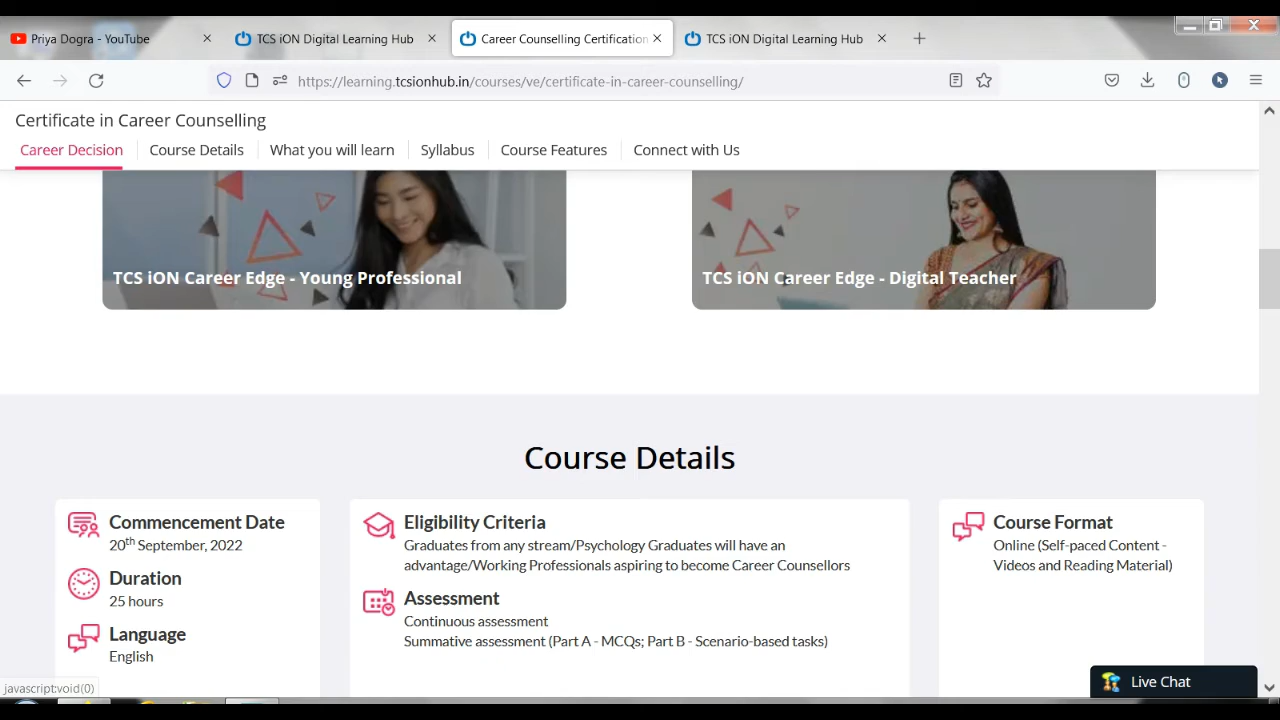 Priya Dogra - YouTube
TCS iON Digital Learning Hub
Career Counselling Certification
TCS iON Digital Learning Hub
https://learning.tcsionhub.in/courses/ve/certificate-in-career-counselling/
Certificate in Career Counselling
Career Decision
Course Details
What you will learn
Syllabus
Course Features
Connect with Us
TCS iON Career Edge - Young Professional
TCS iON Career Edge - Digital Teacher
Course Details
Commencement Date
20th September, 2022
Duration
25 hours
Language
English
Eligibility Criteria
Graduates from any stream/Psychology Graduates will have an
advantage/Working Professionals aspiring to become Career Counsellors
Assessment
Continuous assessment
Summative assessment (Part A - MCQs; Part B - Scenario-based tasks)
Course Format
Online (Self-paced Content -
Videos and Reading Material)
javascript:void(0)
Live Chat